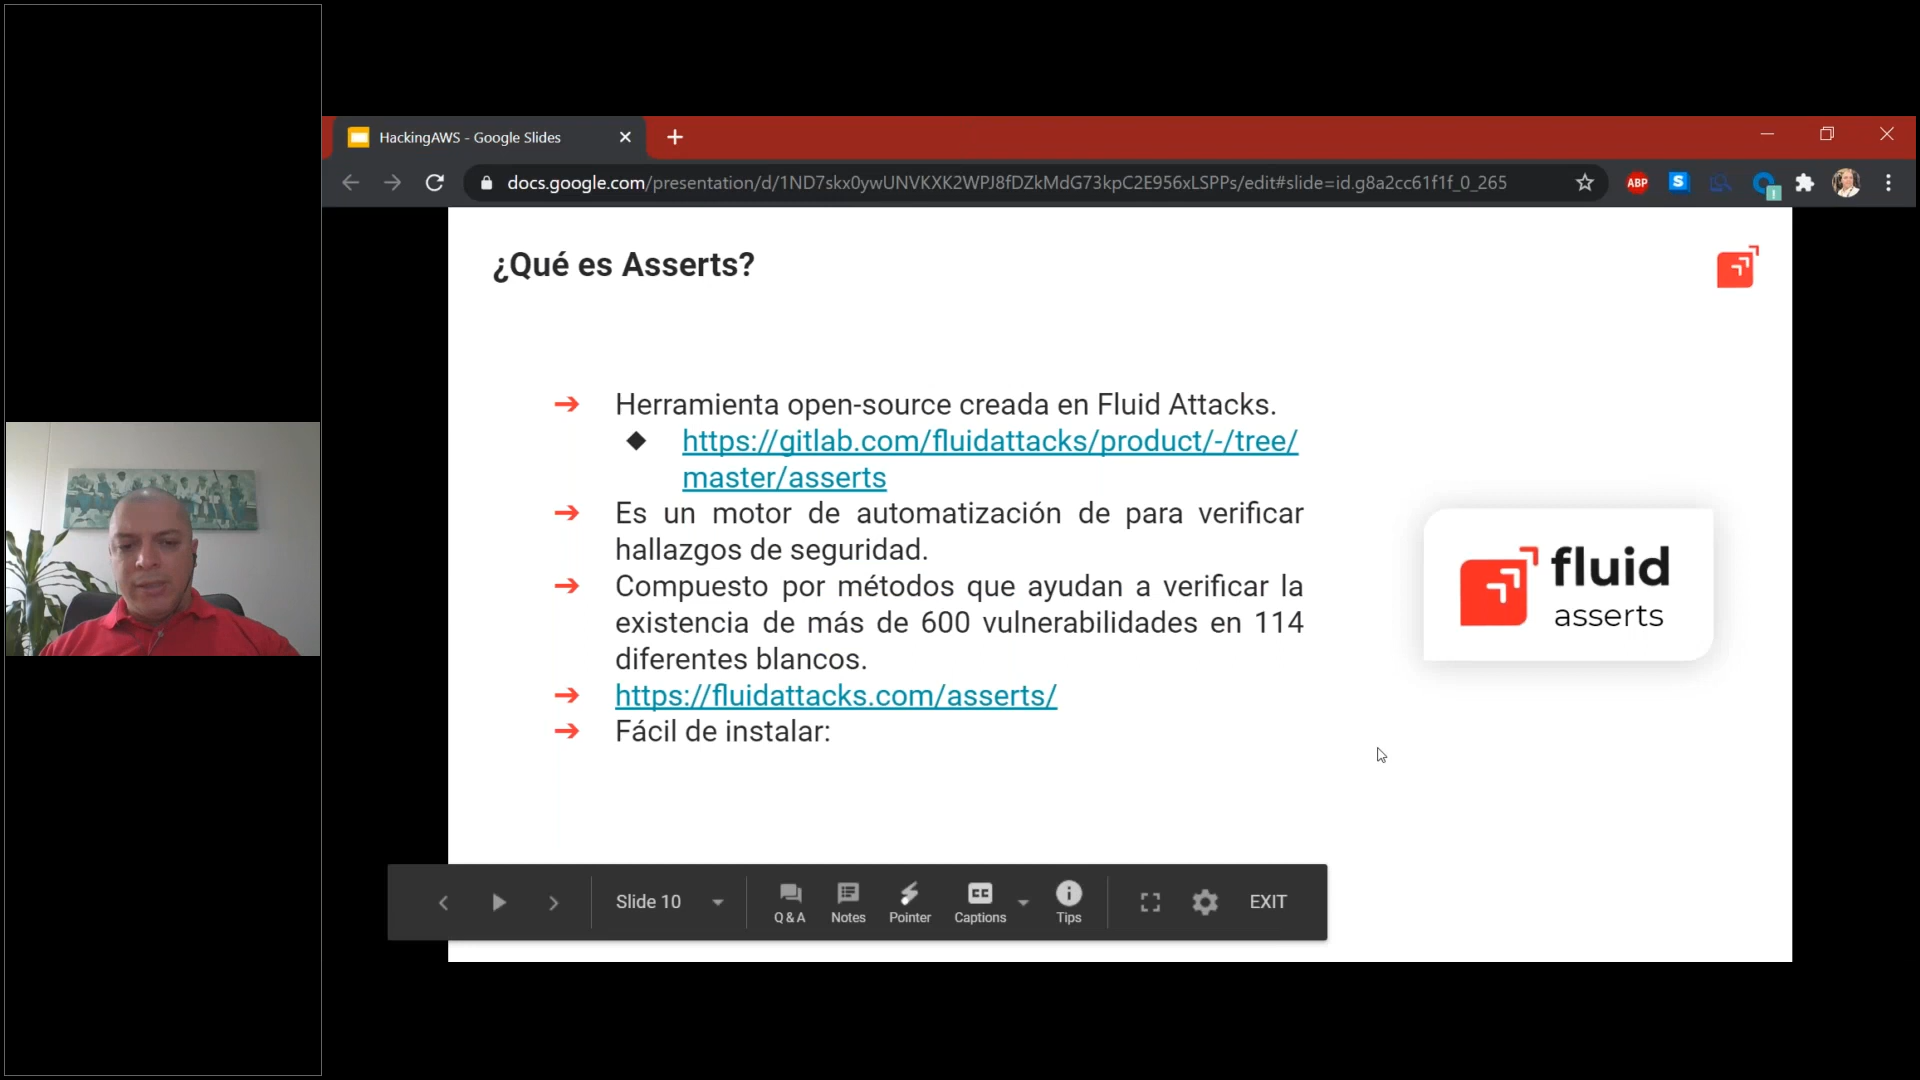 HackingAWS - Google Slides
docs.google.com/presentation/d/1ND7skx0ywUNVKXK2WPJ8fDZkMdG73kpC2E956xLSPPs/edit#slide=id.g8a2cc61f1f_0_265
ABP
S
¿Qué es Asserts?
Herramienta open-source creada en Fluid Attacks.
https://gitlab.com/fluidattacks/product/-/tree/
master/asserts
Es un motor de automatización de para verificar
hallazgos de seguridad.
Compuesto por métodos que ayudan a verificar la
existencia de más de 600 vulnerabilidades en 114
diferentes blancos.
https://fluidattacks.com/asserts/
Fácil de instalar:
fluid
asserts
Slide 10
Q & A
Notes
Pointer
CC
Captions
Tips
EXIT